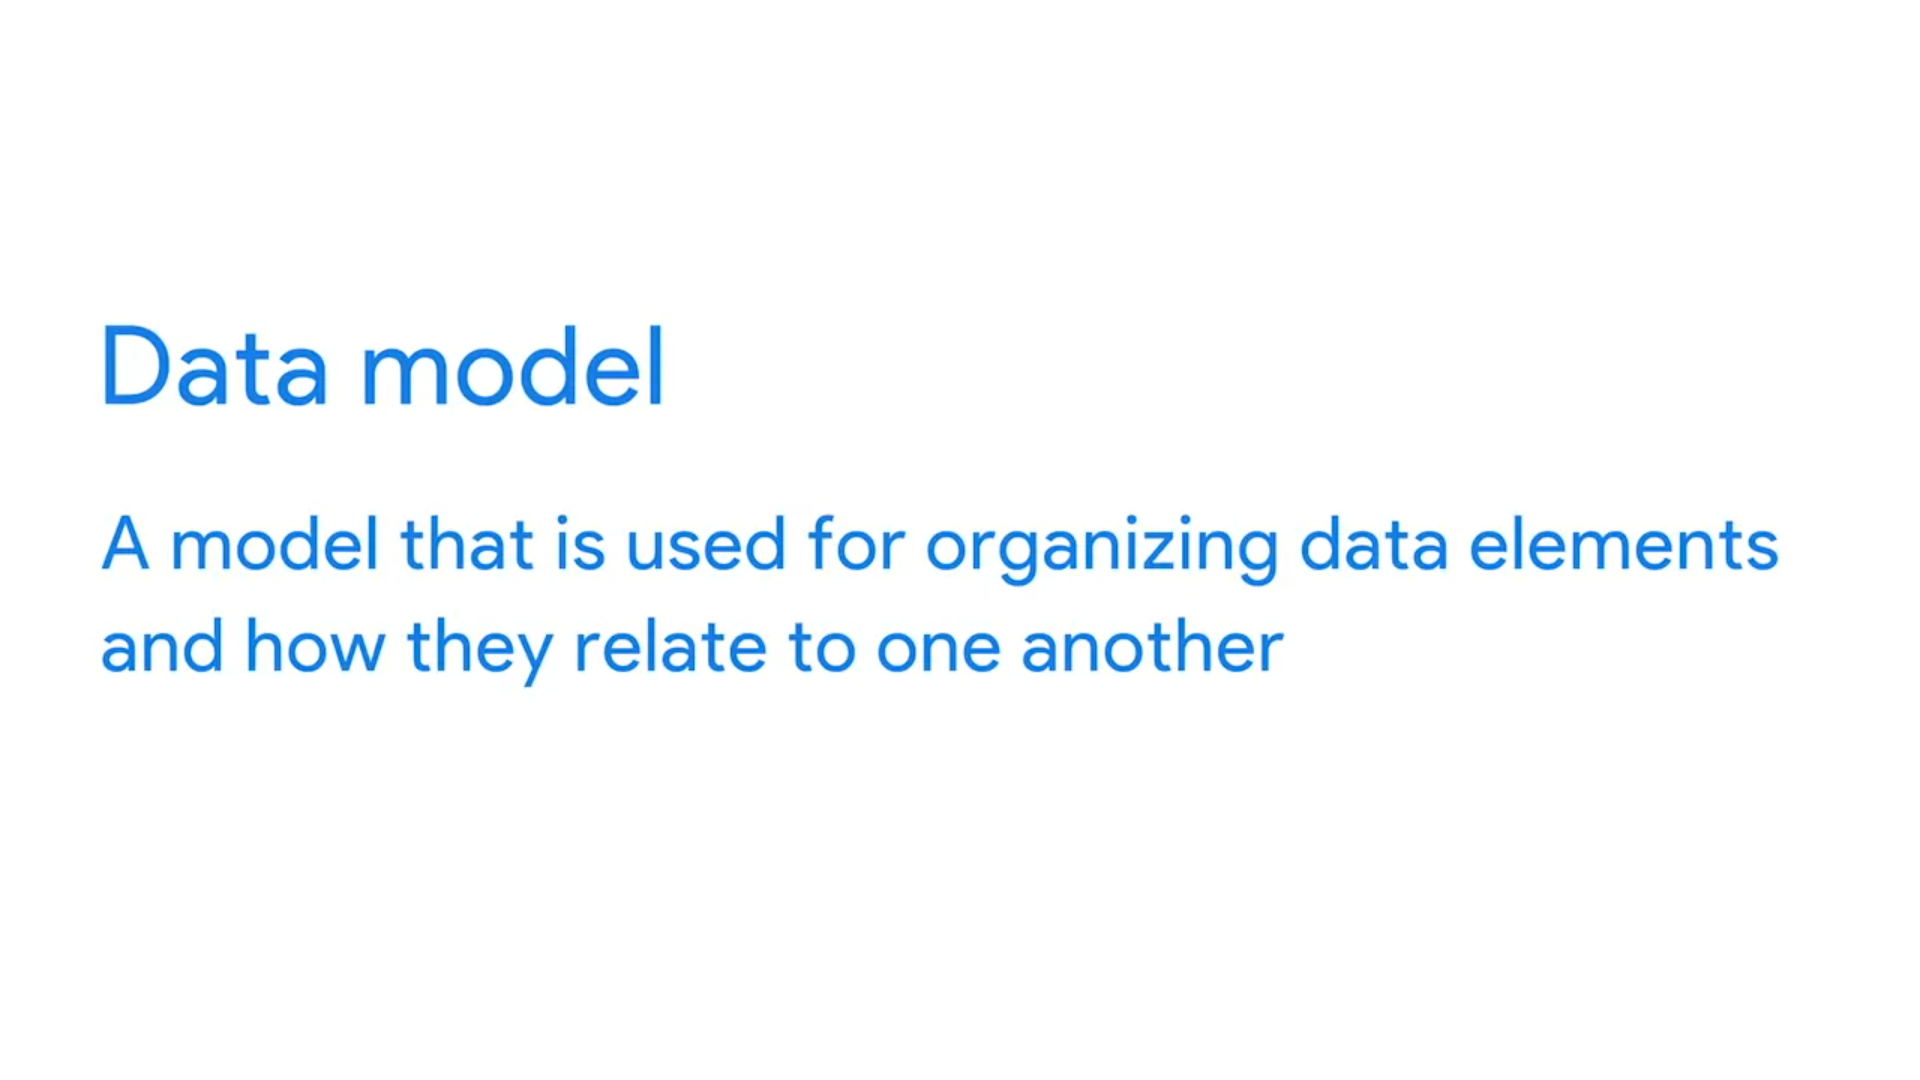 Data model
A model that is used for organizing data elements
and how they relate to one another